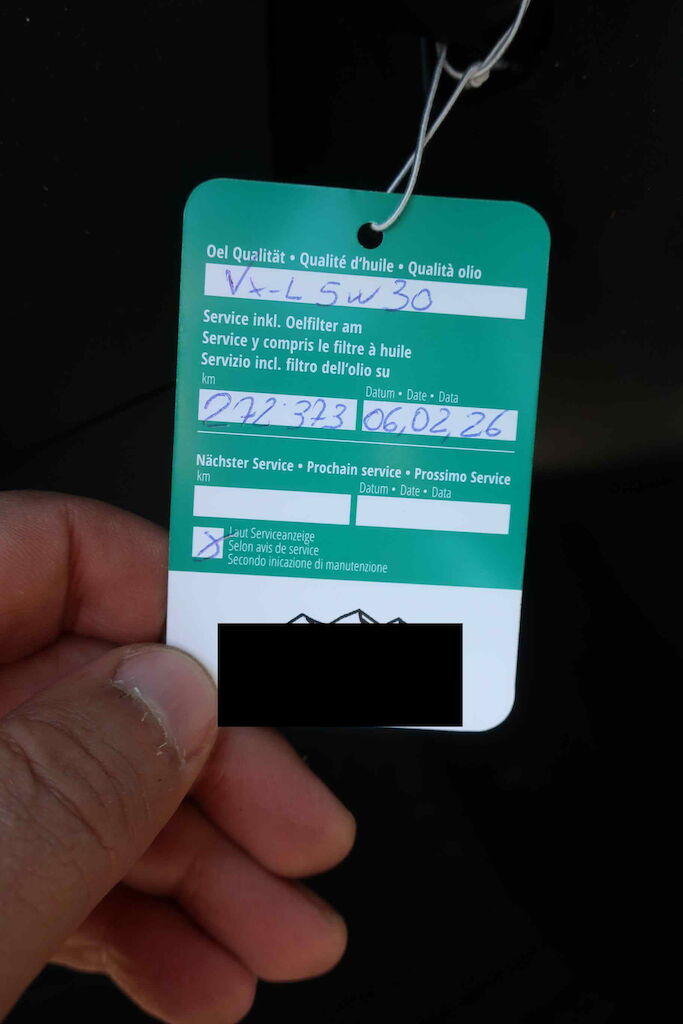 Oel Qualität • Qualité d'huile • Qualità olio
Vx-L 5w30
Service inkl. Oelfilter am
Service y compris le filtre à huile
Servizio incl. filtro dell'olio su
km Datum • Date • Data
272'373 06,02,26
Nächster Service • Prochain service • Prossimo Service
km Datum • Date • Data
X Laut Serviceanzeige
Selon avis de service
Secondo inicazione di manutenzione